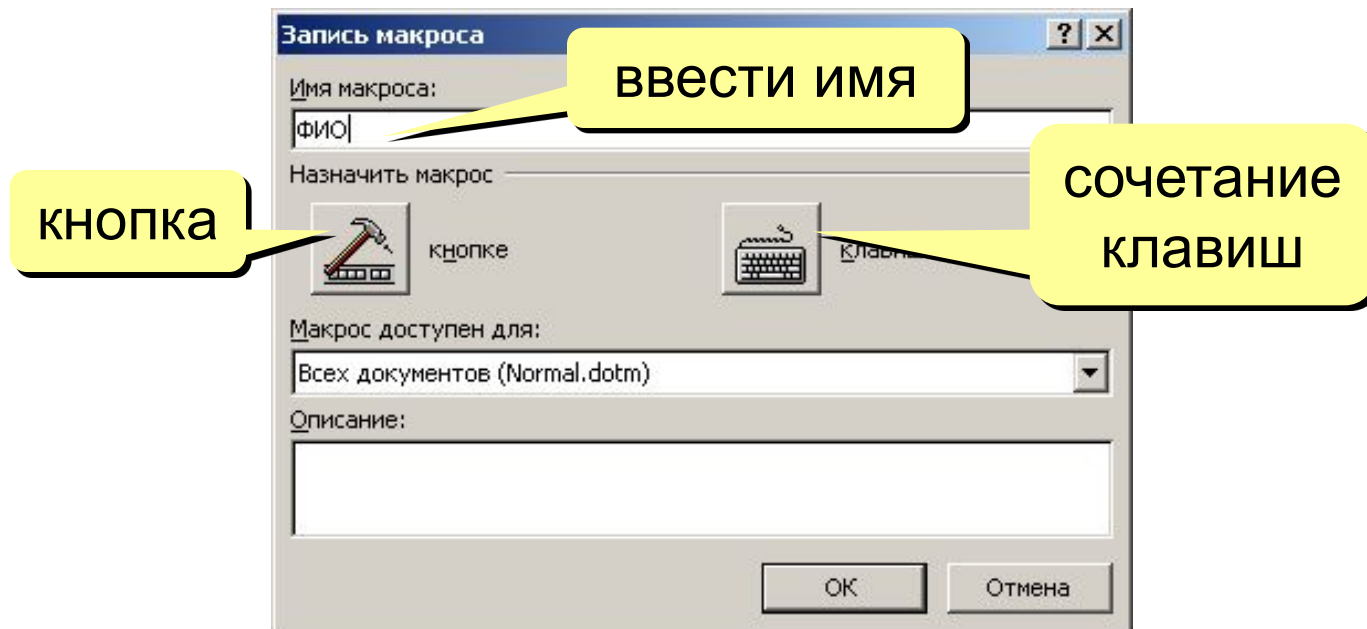 Запись макроса
ввести имя
Имя макроса:
ФИО
Назначить макрос
кнопка
кнопке
сочетание
клавиш
Макрос доступен для:
Всех документов (Normal.dotm)
Описание:
ОК
Отмена